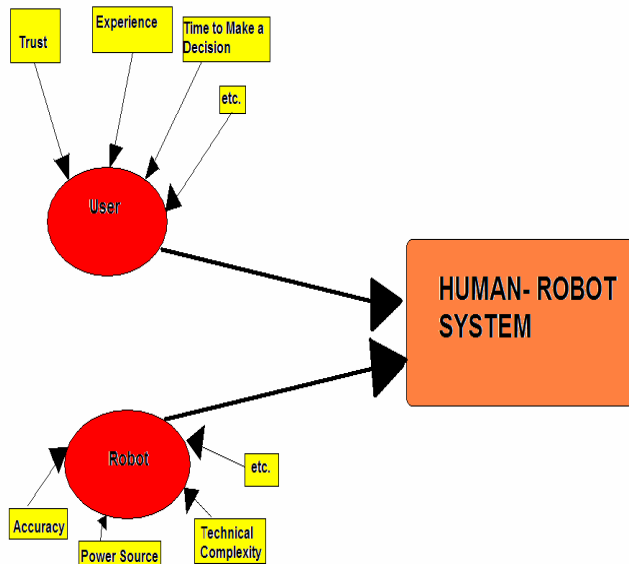 Trust
Experience
Time to Make a
Decision
etc.
User
HUMAN- ROBOT
SYSTEM
Robot
etc.
Accuracy
Power Source
Technical
Complexity